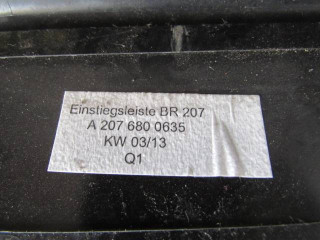 Einstiegsleiste BR 207
A 207 680 0635
KW 03/13
Q1